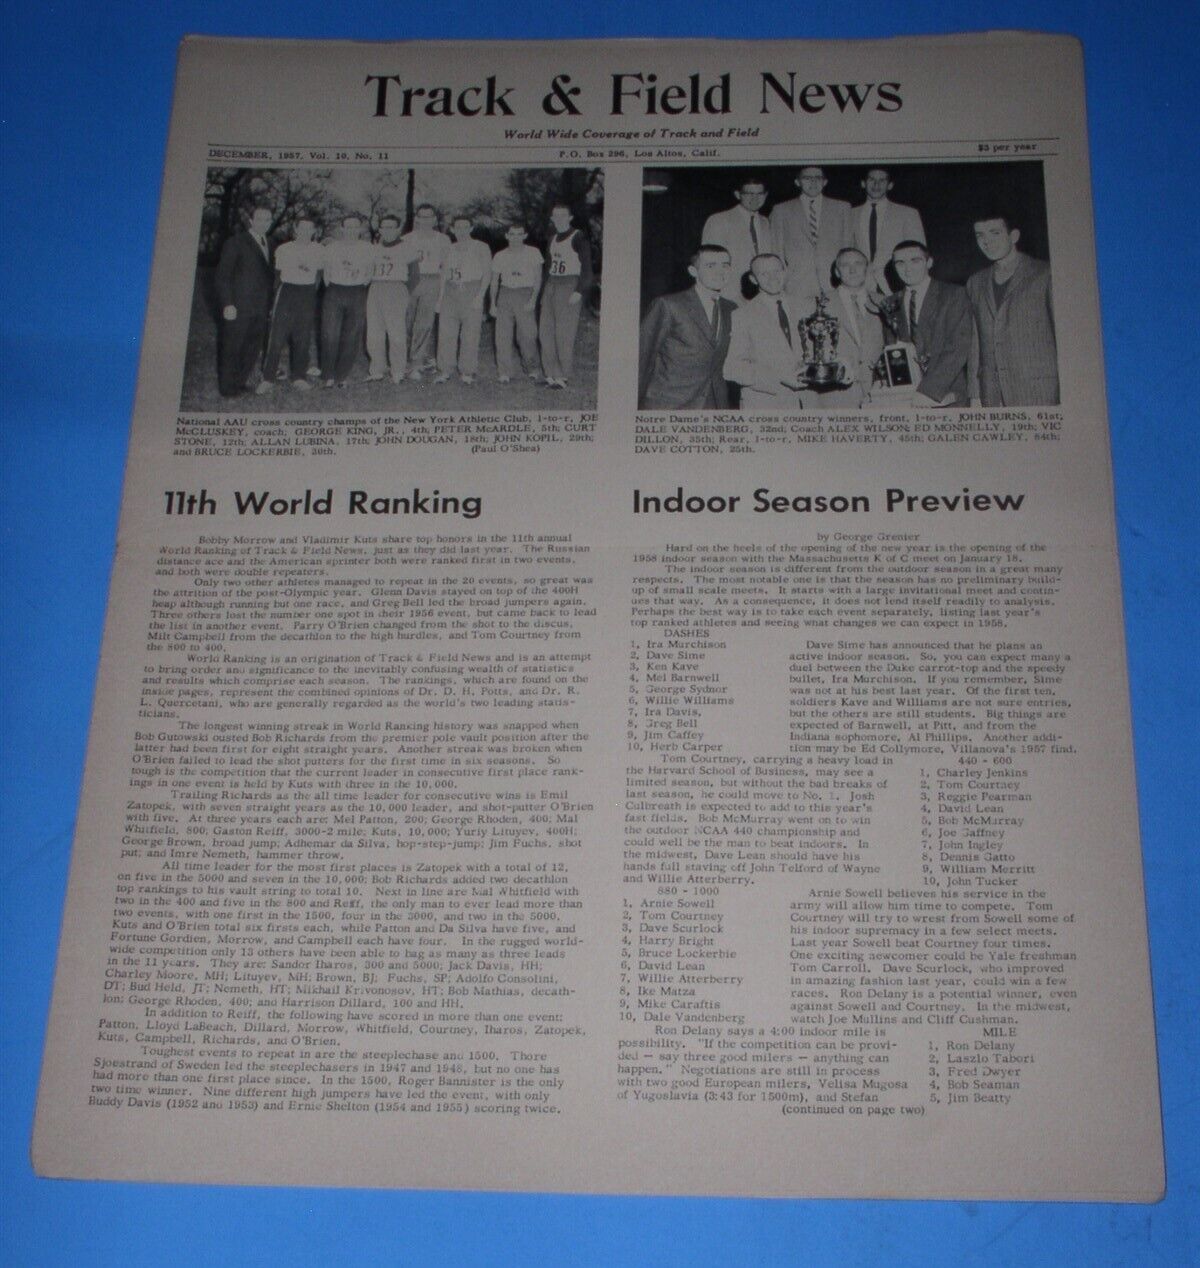 Track & Field News
World Wide Coverage of Track and Field
DECEMBER, 1957, Vol. 10, No. 11
P.O. Box 296, Los Altos, Calif.
$3 per year
National AAU cross country champs of the New York Athletic Club, l-to-r, JOE
McCLUSKEY, coach; GEORGE KING, JR., 4th; PETER McARDLE, 5th; CURT
STONE, 12th; ALLAN LUBINA, 17th; JOHN DOUGAN, 18th; JOHN KOPIL, 29th;
and BRUCE LOCKERBIE, 30th. (Paul O'Shea)
Notre Dame's NCAA cross country winners, front, l-to-r, JOHN BURNS, 61st;
DALE VANDENBERG, 32nd; Coach ALEX WILSON; ED MONNELLY, 19th; VIC
DILLON, 35th; Rear, l-to-r, MIKE HAVERTY, 45th; GALEN CAWLEY, 84th;
DAVE COTTON, 25th.
11th World Ranking
Bobby Morrow and Vladimir Kuts share top honors in the 11th annual
World Ranking of Track & Field News, just as they did last year. The Russian
distance ace and the American sprinter both were ranked first in two events,
and both were double repeaters.
Only two other athletes managed to repeat in the 20 events, so great was
the attrition of the post-Olympic year. Glenn Davis stayed on top of the 400H
heap although running but one race, and Greg Bell led the broad jumpers again.
Three others lost the number one spot in their 1956 event, but came back to lead
the list in another event. Parry O'Brien changed from the shot to the discus,
Milt Campbell from the decathlon to the high hurdles, and Tom Courtney from
the 800 to 400.
World Ranking is an origination of Track & Field News and is an attempt
to bring order and significance to the inevitably confusing wealth of statistics
and results which comprise each season. The rankings, which are found on the
inside pages, represent the combined opinions of Dr. D. H. Potts, and Dr. R.
L. Quercetani, who are generally regarded as the world's two leading statis-
ticians.
The longest winning streak in World Ranking history was snapped when
Bob Gutowski ousted Bob Richards from the premier pole vault position after the
latter had been first for eight straight years. Another streak was broken when
O'Brien failed to lead the shot putters for the first time in six seasons. So
tough is the competition that the current leader in consecutive first place rank-
ings in one event is held by Kuts with three in the 10,000.
Trailing Richards as the all time leader for consecutive wins is Emil
Zatopek, with seven straight years as the 10,000 leader, and shot-putter O'Brien
with five. At three years each are: Mel Patton, 200; George Rhoden, 400; Mal
Whitfield, 800; Gaston Reiff, 3000-2 mile; Kuts, 10,000; Yuriy Lituyev, 400H;
George Brown, broad jump; Adhemar da Silva, hop-step-jump; Jim Fuchs, shot
put; and Imre Nemeth, hammer throw.
All time leader for the most first places is Zatopek with a total of 12,
on five in the 5000 and seven in the 10,000; Bob Richards added two decathlon
top rankings to his vault string to total 10. Next in line are Mal Whitfield with
two in the 400 and five in the 800 and Reiff, the only man to ever lead more than
two events, with one first in the 1500, four in the 3000, and two in the 5000.
Kuts and O'Brien total six firsts each, while Patton and Da Silva have five, and
Fortune Gordien, Morrow, and Campbell each have four. In the rugged world-
wide competition only 13 others have been able to bag as many as three leads
in the 11 years. They are: Sandor Iharos, 300 and 5000; Jack Davis, HH;
Charley Moore, MH; Lituyev, MH; Brown, BJ; Fuchs, SP; Adolfo Consolini,
DT; Bud Held, JT; Nemeth, HT; Mikhail Krivonosov, HT; Bob Mathias, decath-
lon; George Rhoden, 400; and Harrison Dillard, 100 and HH.
In addition to Reiff, the following have scored in more than one event:
Patton, Lloyd LaBeach, Dillard, Morrow, Whitfield, Courtney, Iharos, Zatopek,
Kuts, Campbell, Richards, and O'Brien.
Toughest events to repeat in are the steeplechase and 1500. Thore
Sjoestrand of Sweden led the steeplechasers in 1947 and 1948, but no one has
had more than one first place since. In the 1500, Roger Bannister is the only
two time winner. Nine different high jumpers have led the event, with only
Buddy Davis (1952 and 1953) and Ernie Shelton (1954 and 1955) scoring twice.
Indoor Season Preview
by George Grenier
Hard on the heels of the opening of the new year is the opening of the
1958 indoor season with the Massachusetts K of C meet on January 18.
The indoor season is different from the outdoor season in a great many
respects. The most notable one is that the season has no preliminary build-
up of small scale meets. It starts with a large invitational meet and contin-
ues that way. As a consequence, it does not lend itself readily to analysis.
Perhaps the best way is to take each event separately, listing last year's
top ranked athletes and seeing what changes we can expect in 1958.
DASHES
1, Ira Murchison
2, Dave Sime
3, Ken Kave
4, Mel Barnwell
5, George Sydnor
6, Willie Williams
7, Ira Davis,
8, Greg Bell
9, Jim Caffey
10, Herb Carper
Dave Sime has announced that he plans an
active indoor season. So, you can expect many a
duel between the Duke carrot-top and the speedy
bullet, Ira Murchison. If you remember, Sime
was not at his best last year. Of the first ten,
soldiers Kave and Williams are not sure entries,
but the others are still students. Big things are
expected of Barnwell, at Pitt, and from the
Indiana sophomore, Al Phillips. Another addi-
tion may be Ed Collymore, Villanova's 1957 find.
Tom Courtney, carrying a heavy load in
the Harvard School of Business, may see a
limited season, but without the bad breaks of
last season, he could move to No. 1. Josh
Culbreath is expected to add to this year's
fast fields. Bob McMurray went on to win
the outdoor NCAA 440 championship and
could well be the man to beat indoors. In
the midwest, Dave Lean should have his
hands full staving off John Telford of Wayne
and Willie Atterberry.
440 - 600
1, Charley Jenkins
2, Tom Courtney
3, Reggie Pearman
4, David Lean
5, Bob McMurray
6, Joe Gaffney
7, John Ingley
8, Dennis Gatto
9, William Merritt
10, John Tucker
880 - 1000
1, Arnie Sowell
2, Tom Courtney
3, Dave Scurlock
4, Harry Bright
5, Bruce Lockerbie
6, David Lean
7, Willie Atterberry
8, Ike Matza
9, Mike Caraftis
10, Dale Vandenberg
Arnie Sowell believes his service in the
army will allow him time to compete. Tom
Courtney will try to wrest from Sowell some of
his indoor supremacy in a few select meets.
Last year Sowell beat Courtney four times.
One exciting newcomer could be Yale freshman
Tom Carroll. Dave Scurlock, who improved
in amazing fashion last year, could win a few
races. Ron Delany is a potential winner, even
against Sowell and Courtney. In the midwest,
watch Joe Mullins and Cliff Cushman.
Ron Delany says a 4:00 indoor mile is
possibility. "If the competition can be provi-
ded — say three good milers — anything can
happen." Negotiations are still in process
with two good European milers, Velisa Mugosa
of Yugoslavia (3:43 for 1500m), and Stefan
MILE
1, Ron Delany
2, Laszlo Tabori
3, Fred Dwyer
4, Bob Seaman
5, Jim Beatty
(continued on page two)